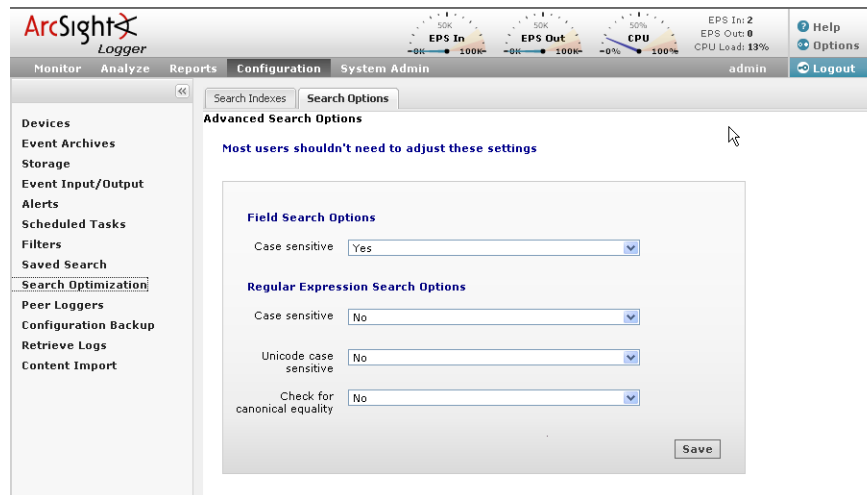 ArcSight
Logger
50K
EPS In
-0K
100K-
50K
EPS Out
-0K
100K-
50%
CPU
-0%
100%
EPS In: 2
EPS Out: 0
CPU Load: 13%
Help
Options
Monitor Analyze Reports Configuration System Admin admin Logout
«
Search Indexes Search Options
Advanced Search Options
Most users shouldn't need to adjust these settings
Devices
Event Archives
Storage
Event Input/Output
Alerts
Scheduled Tasks
Filters
Saved Search
Search Optimization
Peer Loggers
Configuration Backup
Retrieve Logs
Content Import
Field Search Options
Case sensitive Yes
Regular Expression Search Options
Case sensitive No
Unicode case
sensitive
No
Check for
canonical equality
No
Save